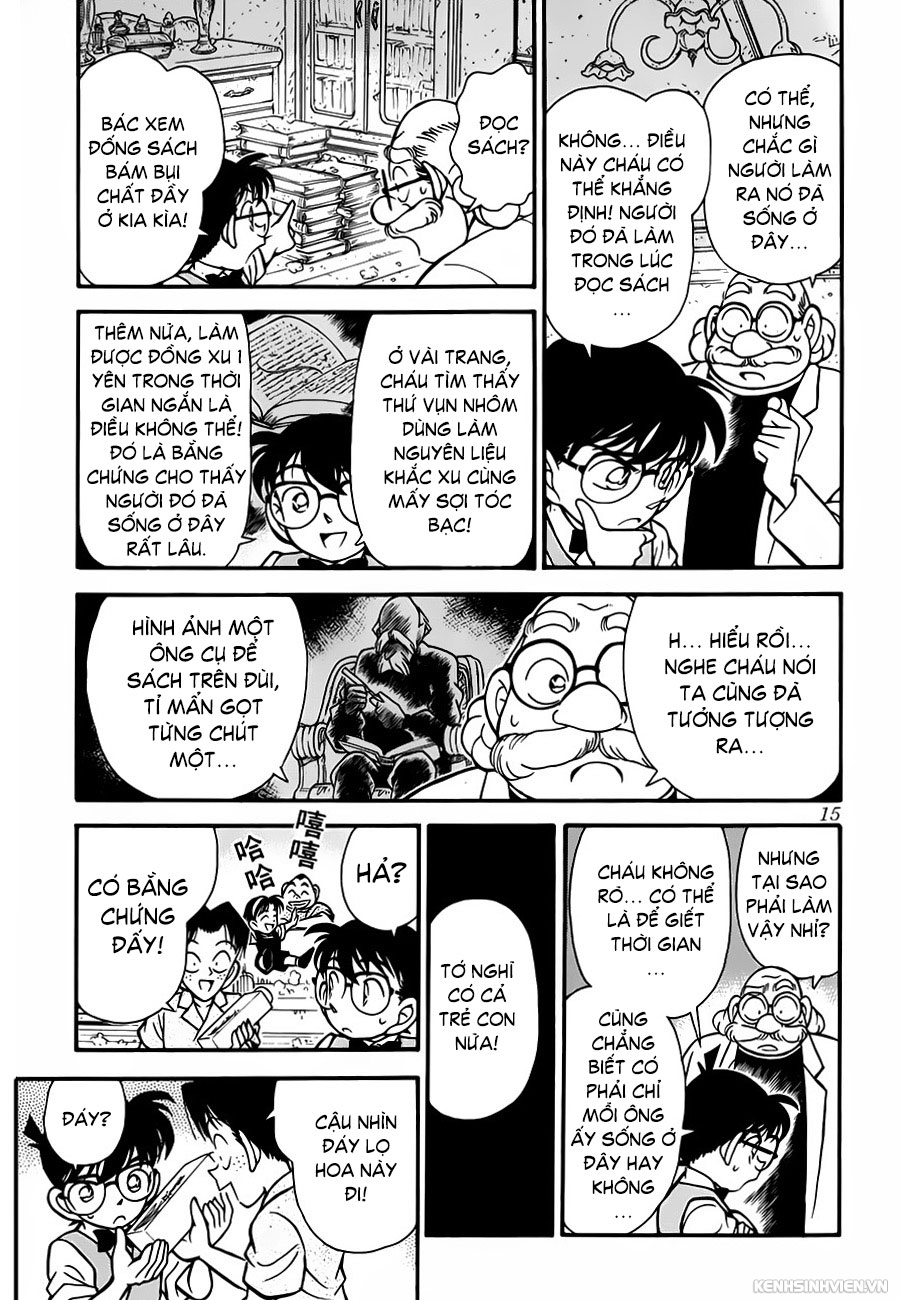 CÓ THỂ,
NHƯNG
CHẮC GÌ
NGƯỜI LÀM
RA NÓ ĐÃ
SỐNG Ở
ĐÂY...
KHÔNG... ĐIỀU
NÀY CHÁU CÓ
THỂ KHẲNG
ĐỊNH! NGƯỜI
ĐÓ ĐÃ LÀM
TRONG LÚC
ĐỌC SÁCH
...
ĐỌC
SÁCH?
BÁC XEM
ĐỐNG SÁCH
BÁM BỤI
CHẤT ĐẦY
Ở KIA KÌA!
Ở VÀI TRANG,
CHÁU TÌM THẤY
THỨ VỤN NHÔM
DÙNG LÀM
NGUYÊN LIỆU
KHẮC XU CÙNG
MẤY SỢI TÓC
BẠC!
THÊM NỮA, LÀM
ĐƯỢC ĐỒNG XU 1
YÊN TRONG THỜI
GIAN NGẮN LÀ
ĐIỀU KHÔNG THỂ!
ĐÓ LÀ BẰNG
CHỨNG CHO THẤY
NGƯỜI ĐÓ ĐÃ
SỐNG Ở ĐÂY
RẤT LÂU.
H... HIỂU RỒI...
NGHE CHÁU NÓI
TA CŨNG ĐÃ
TƯỞNG TƯỢNG
RA...
HÌNH ẢNH MỘT
ÔNG CỤ ĐỂ
SÁCH TRÊN ĐÙI,
TỈ MẨN GỌT
TỪNG CHÚT
MỘT...
15
NHƯNG
TẠI SAO
PHẢI LÀM
VẬY NHỈ?
CHÁU KHÔNG
RÕ... CÓ THỂ
LÀ ĐỂ GIẾT
THỜI GIAN
...
CŨNG
CHẲNG
BIẾT CÓ
PHẢI CHỈ
MỖI ÔNG
ẤY SỐNG Ở
ĐÂY HAY
KHÔNG
...
TỚ NGHĨ
CÓ CẢ
TRẺ CON
NỮA!
HẢ?
嘻嘻
哈哈
CÓ BẰNG
CHỨNG
ĐẤY!
CẬU NHÌN
ĐÁY LỌ
HOA NÀY
ĐI!
ĐÁY?
KENHSINHVIEN.VN